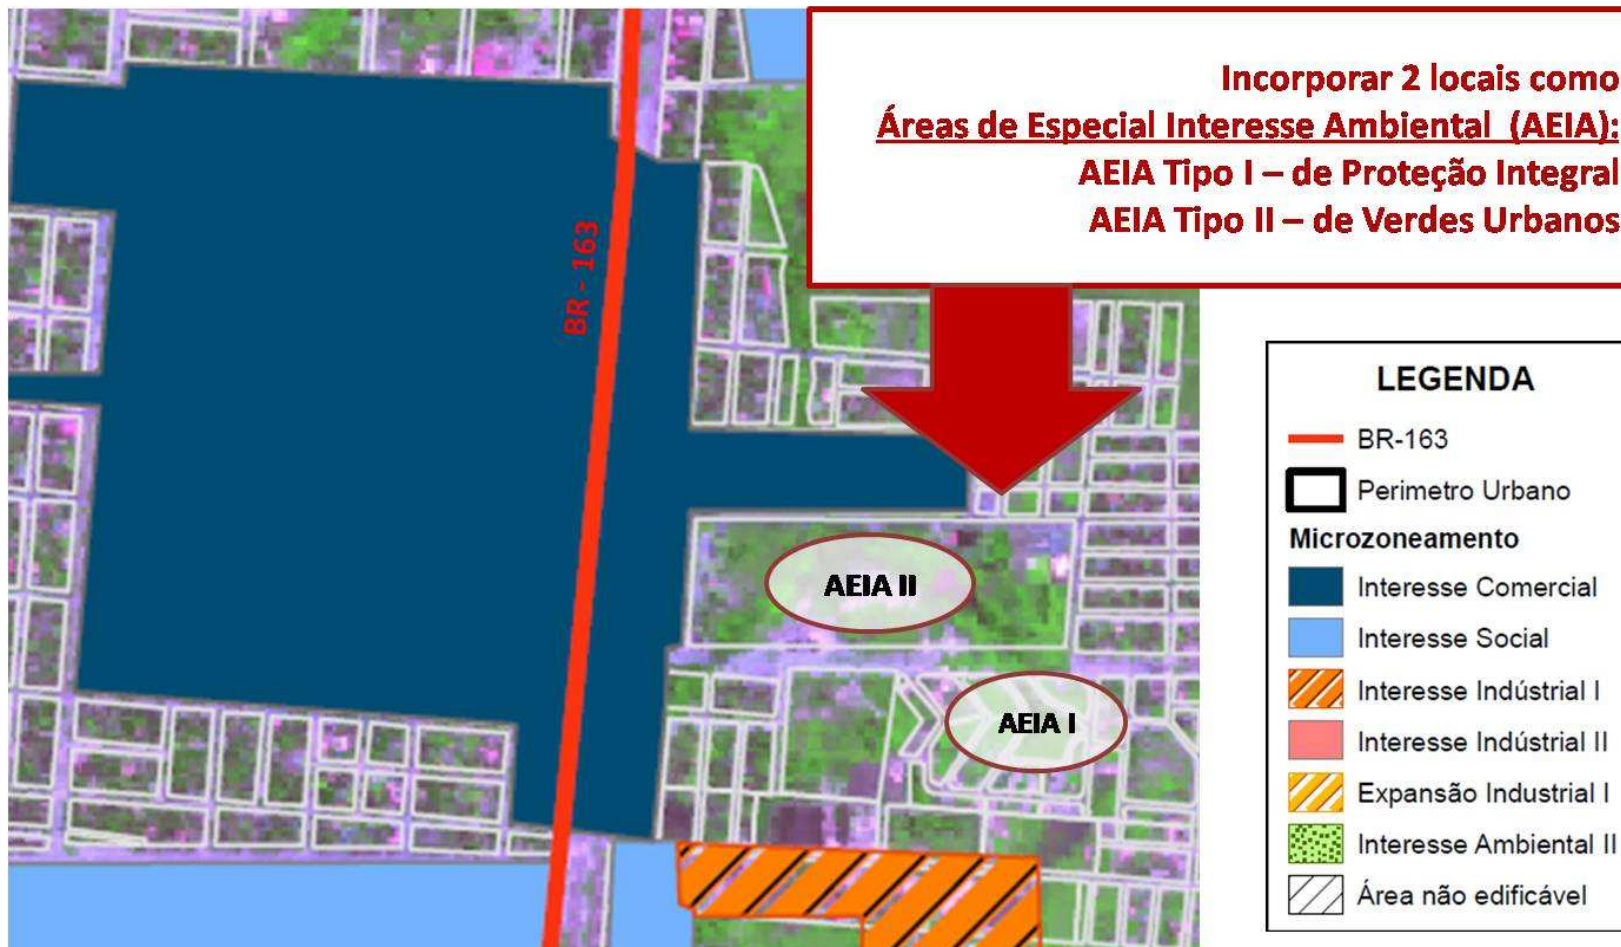 Incorporar 2 locais como
Áreas de Especial Interesse Ambiental (AEIA):
AEIA Tipo I – de Proteção Integral
AEIA Tipo II – de Verdes Urbanos
BR - 163
AEIA II
AEIA I
LEGENDA
BR-163
Perimetro Urbano
Microzoneamento
Interesse Comercial
Interesse Social
Interesse Indústrial I
Interesse Indústrial II
Expansão Industrial I
Interesse Ambiental II
Área não edificável